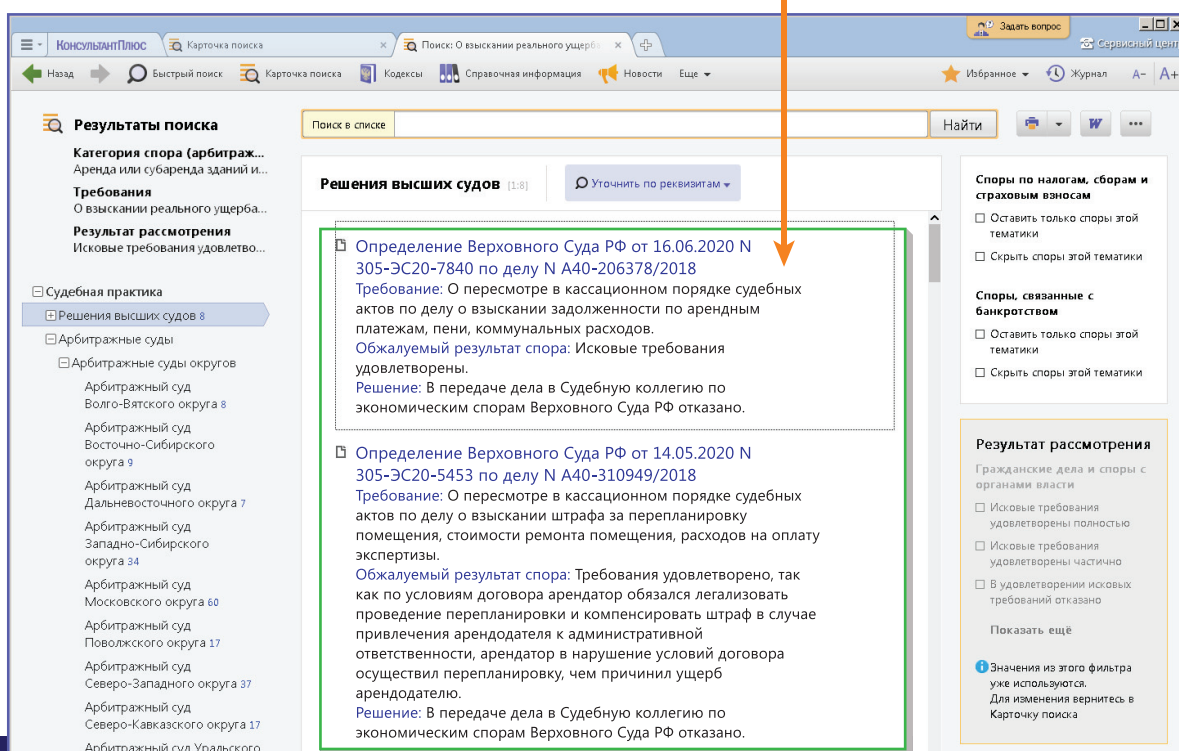 Задать вопрос
КонсультантПлюс
Карточка поиска
Поиск: О взыскании реального ущерб
Сервисный цент
Назад
Быстрый поиск
Карточка поиска
Кодексы
Справочная информация
Новости
Еще
Избранное
Журнал
А-
А+
Результаты поиска
Категория спора (арбитраж...
Аренда или субаренда зданий и...
Требования
О взыскании реального ущерба...
Результат рассмотрения
Исковые требования удовлетво...
Судебная практика
Решения высших судов 8
Арбитражные суды
Арбитражные суды округов
Арбитражный суд
Волго-Вятского округа 8
Арбитражный суд
Восточно-Сибирского
округа 9
Арбитражный суд
Дальневосточного округа 7
Арбитражный суд
Западно-Сибирского
округа 34
Арбитражный суд
Московского округа 60
Арбитражный суд
Поволжского округа 17
Арбитражный суд
Северо-Западного округа 37
Арбитражный суд
Северо-Кавказского округа 17
Арбитражный суд Уральского
Поиск в списке
Найти
W
Решения высших судов [1:8]
Уточнить по реквизитам
Определение Верховного Суда РФ от 16.06.2020 N
305-ЭС20-7840 по делу N А40-206378/2018
Требование: О пересмотре в кассационном порядке судебных
актов по делу о взыскании задолженности по арендным
платежам, пени, коммунальных расходов.
Обжалуемый результат спора: Исковые требования
удовлетворены.
Решение: В передаче дела в Судебную коллегию по
экономическим спорам Верховного Суда РФ отказано.
Определение Верховного Суда РФ от 14.05.2020 N
305-ЭС20-5453 по делу N А40-310949/2018
Требование: О пересмотре в кассационном порядке судебных
актов по делу о взыскании штрафа за перепланировку
помещения, стоимости ремонта помещения, расходов на оплату
экспертизы.
Обжалуемый результат спора: Требования удовлетворено, так
как по условиям договора арендатор обязался легализовать
проведение перепланировки и компенсировать штраф в случае
привлечения арендодателя к административной
ответственности, арендатор в нарушение условий договора
осуществил перепланировку, чем причинил ущерб
арендодателю.
Решение: В передаче дела в Судебную коллегию по
экономическим спорам Верховного Суда РФ отказано.
Споры по налогам, сборам и
страховым взносам
Оставить только споры этой
тематики
Скрыть споры этой тематики
Споры, связанные с
банкротством
Оставить только споры этой
тематики
Скрыть споры этой тематики
Результат рассмотрения
Гражданские дела и споры с
органами власти
Исковые требования
удовлетворены полностью
Исковые требования
удовлетворены частично
В удовлетворении исковых
требований отказано
Показать ещё
Значения из этого фильтра
уже используются.
Для изменения вернитесь в
Карточку поиска